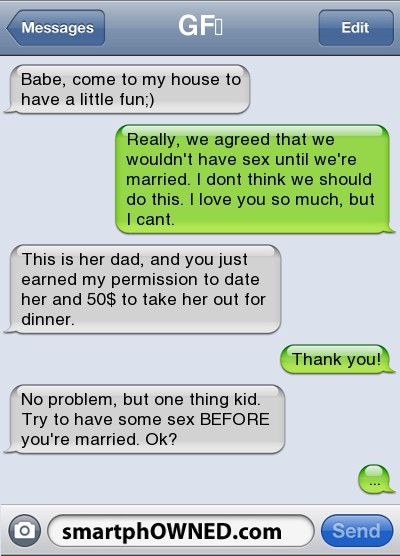 Messages
GF
Edit
Babe, come to my house to
have a little fun;)
Really, we agreed that we
wouldn't have sex until we're
married. I dont think we should
do this. I love you so much, but
I cant.
This is her dad, and you just
earned my permission to date
her and 50$ to take her out for
dinner.
Thank you!
No problem, but one thing kid.
Try to have some sex BEFORE
you're married. Ok?
...
smartphOWNED.com
Send